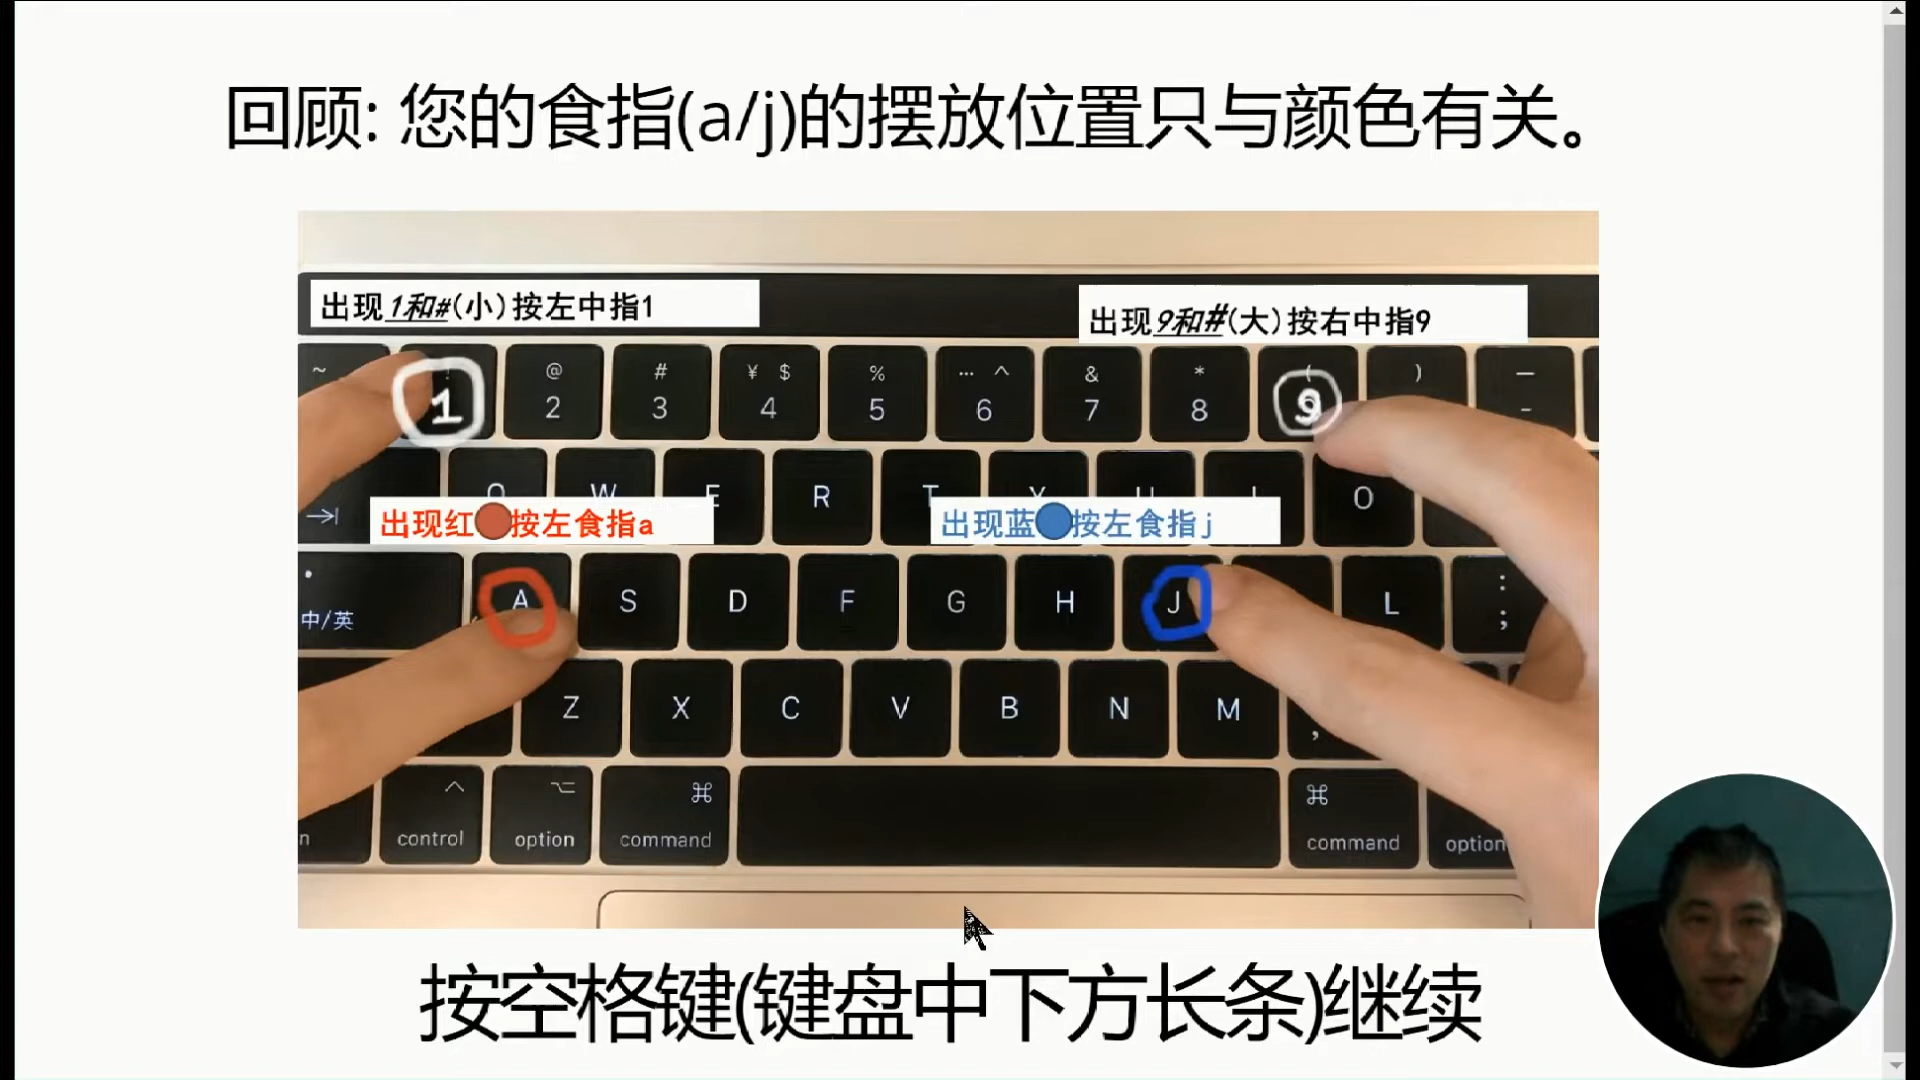 回顾: 您的食指(a/j)的摆放位置只与颜色有关。
出现1和#(小)按左中指1
出现9和#(大)按右中指9
~ ! @ # ¥ $ % … ^ & * ( ) —
1 2 3 4 5 6 7 8 9 -
Q W E R T Y U I O
出现红按左食指a
出现蓝按左食指j
A S D F G H J L : ;
中/英
Z X C V B N M ,
control option command command option
按空格键(键盘中下方长条)继续